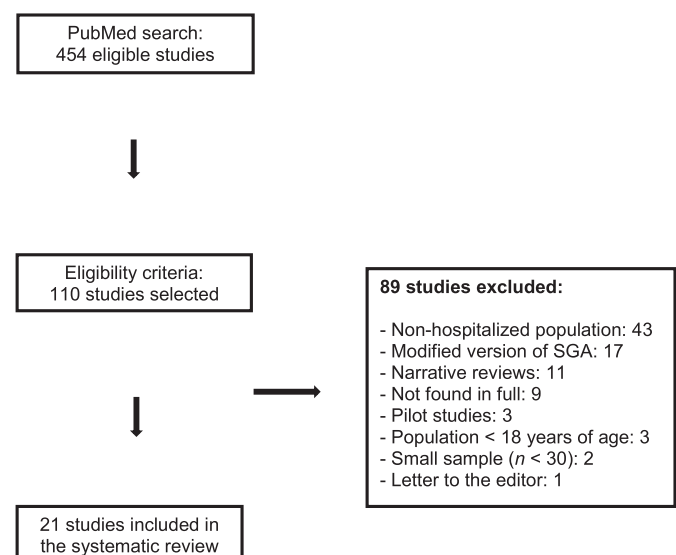 PubMed search:
454 eligible studies
Eligibility criteria:
110 studies selected
89 studies excluded:
- Non-hospitalized population: 43
- Modified version of SGA: 17
- Narrative reviews: 11
- Not found in full: 9
- Pilot studies: 3
- Population < 18 years of age: 3
- Small sample (n < 30): 2
- Letter to the editor: 1
21 studies included in
the systematic review